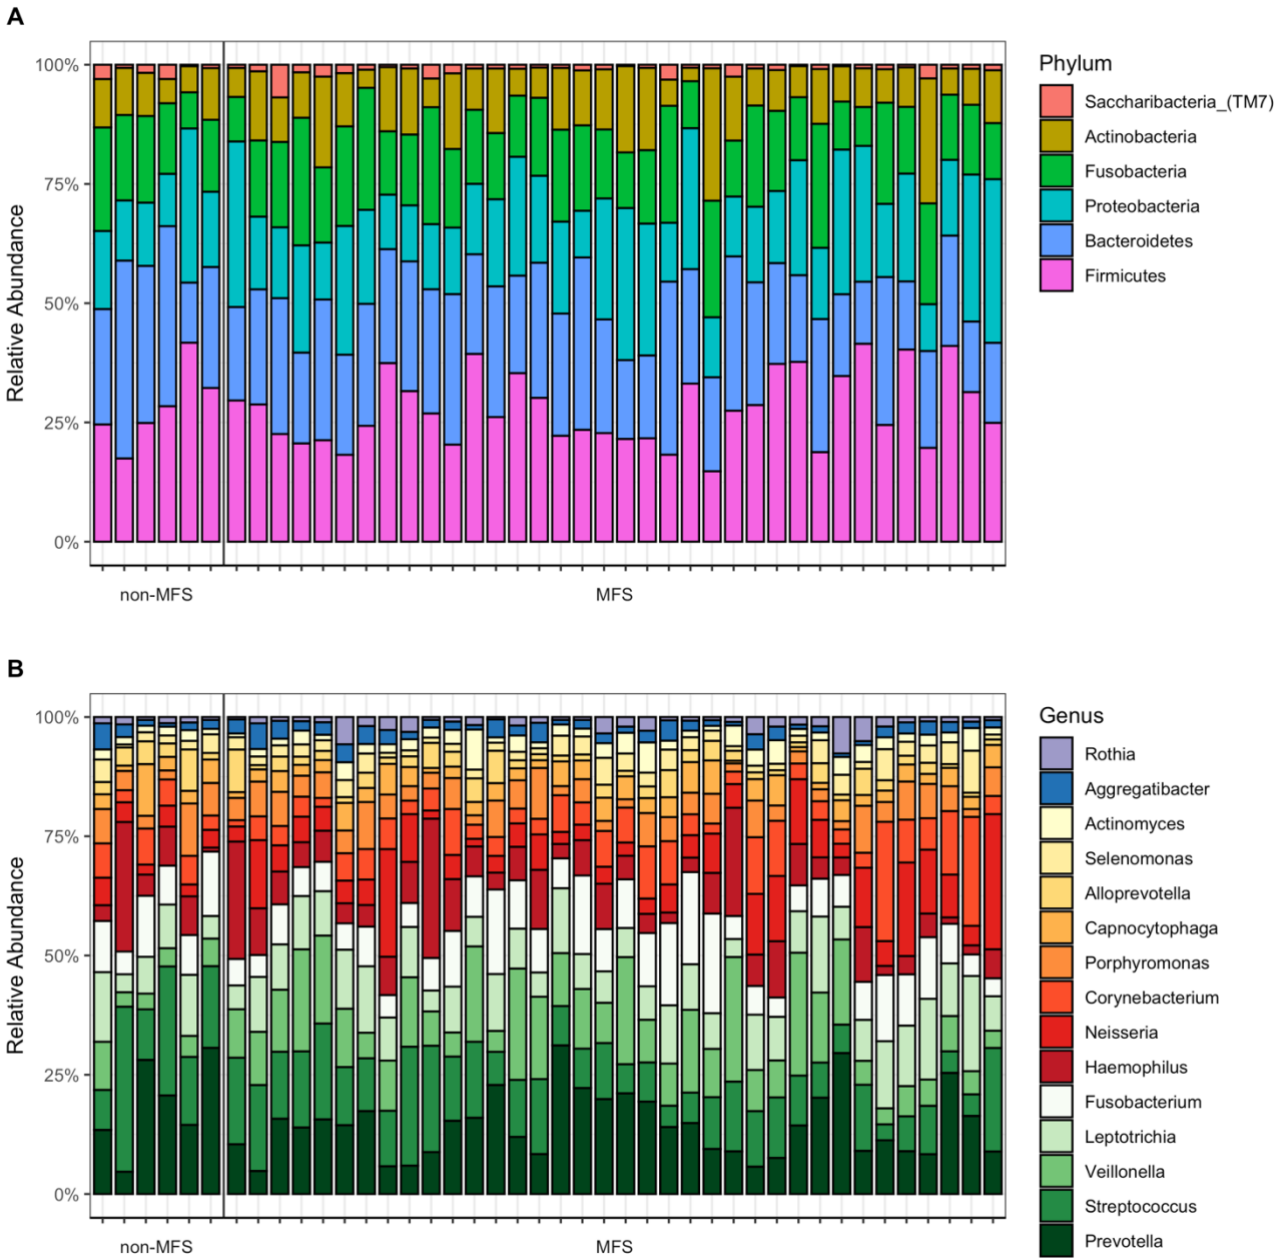 A
Relative Abundance
100%
75%
50%
25%
0%
non-MFS
MFS
Phylum
Saccharibacteria_(TM7)
Actinobacteria
Fusobacteria
Proteobacteria
Bacteroidetes
Firmicutes
B
Relative Abundance
100%
75%
50%
25%
0%
non-MFS
MFS
Genus
Rothia
Aggregatibacter
Actinomyces
Selenomonas
Alloprevotella
Capnocytophaga
Porphyromonas
Corynebacterium
Neisseria
Haemophilus
Fusobacterium
Leptotrichia
Veillonella
Streptococcus
Prevotella